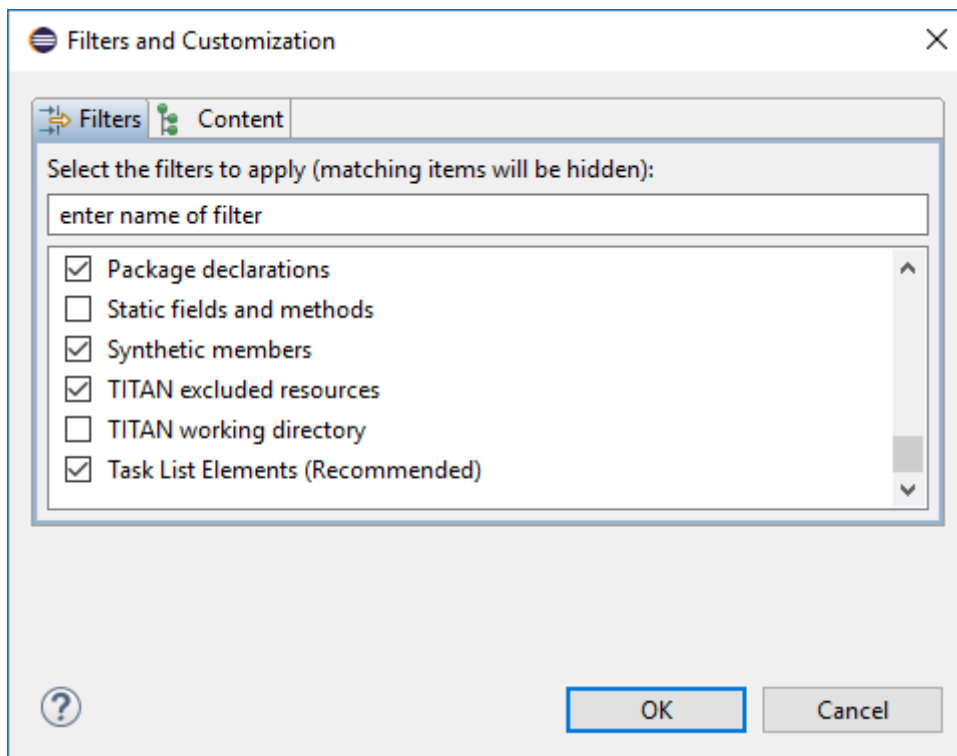 Filters and Customization
Filters Content
Select the filters to apply (matching items will be hidden):
enter name of filter
Package declarations
Static fields and methods
Synthetic members
TITAN excluded resources
TITAN working directory
Task List Elements (Recommended)
?
OK Cancel